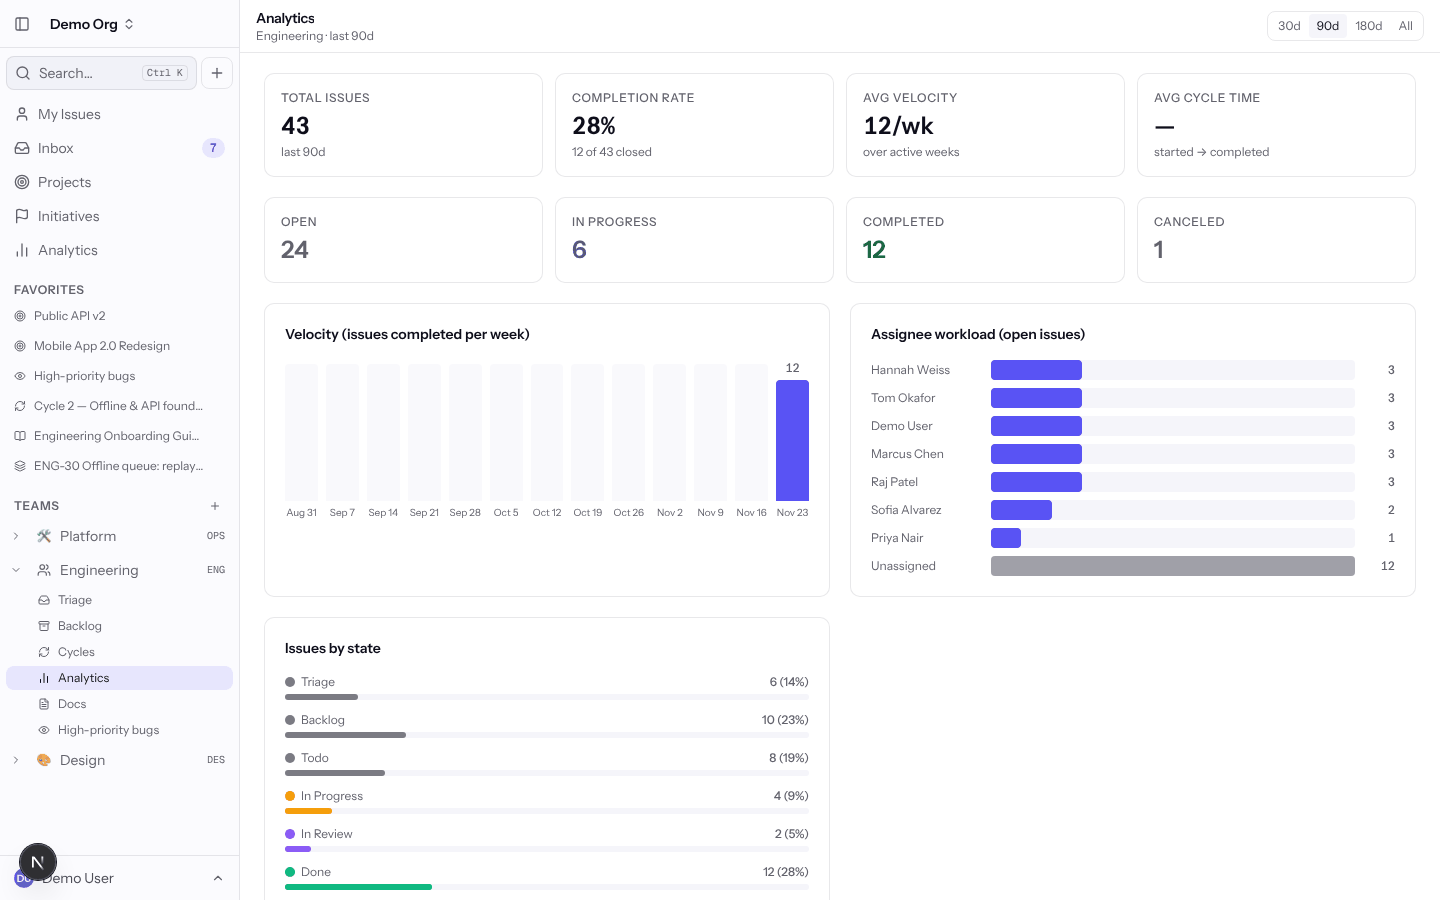 Demo Org
Search...
Ctrl K
My Issues
Inbox
7
Projects
Initiatives
Analytics
FAVORITES
Public API v2
Mobile App 2.0 Redesign
High-priority bugs
Cycle 2 — Offline & API found...
Engineering Onboarding Gui...
ENG-30 Offline queue: replay...
TEAMS
Platform
OPS
Engineering
ENG
Triage
Backlog
Cycles
Analytics
Docs
High-priority bugs
Design
DES
N
Demo User
Analytics
Engineering · last 90d
30d
90d
180d
All
TOTAL ISSUES
43
last 90d
COMPLETION RATE
28%
12 of 43 closed
AVG VELOCITY
12/wk
over active weeks
AVG CYCLE TIME
—
started → completed
OPEN
24
IN PROGRESS
6
COMPLETED
12
CANCELED
1
Velocity (issues completed per week)
12
Aug 31 Sep 7 Sep 14 Sep 21 Sep 28 Oct 5 Oct 12 Oct 19 Oct 26 Nov 2 Nov 9 Nov 16 Nov 23
Assignee workload (open issues)
Hannah Weiss 3
Tom Okafor 3
Demo User 3
Marcus Chen 3
Raj Patel 3
Sofia Alvarez 2
Priya Nair 1
Unassigned 12
Issues by state
Triage 6 (14%)
Backlog 10 (23%)
Todo 8 (19%)
In Progress 4 (9%)
In Review 2 (5%)
Done 12 (28%)